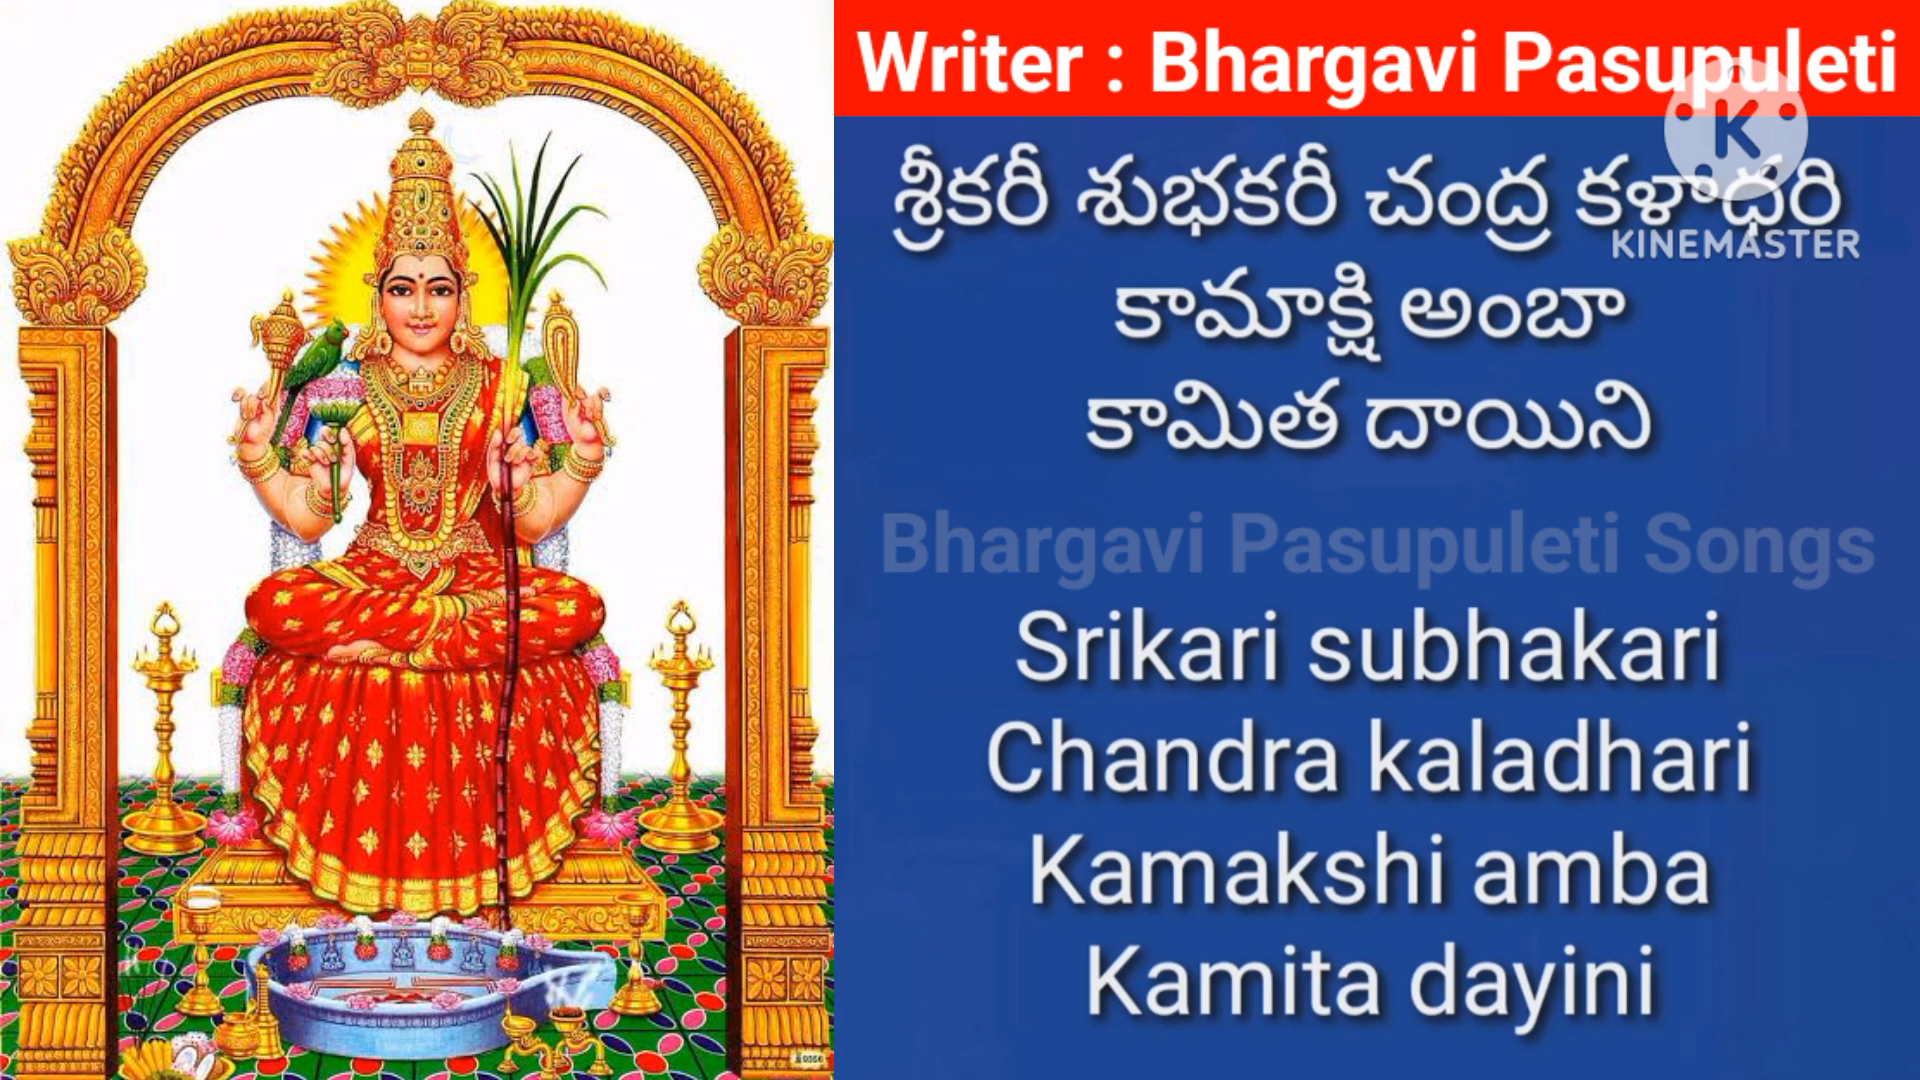 Writer : Bhargavi Pasupuleti
K
KINEMASTER
శ్రీకరీ శుభకరీ చంద్ర కళాధరి
కామాక్షి అంబా
కామిత దాయిని
Bhargavi Pasupuleti Songs
Srikari subhakari
Chandra kaladhari
Kamakshi amba
Kamita dayini
9356